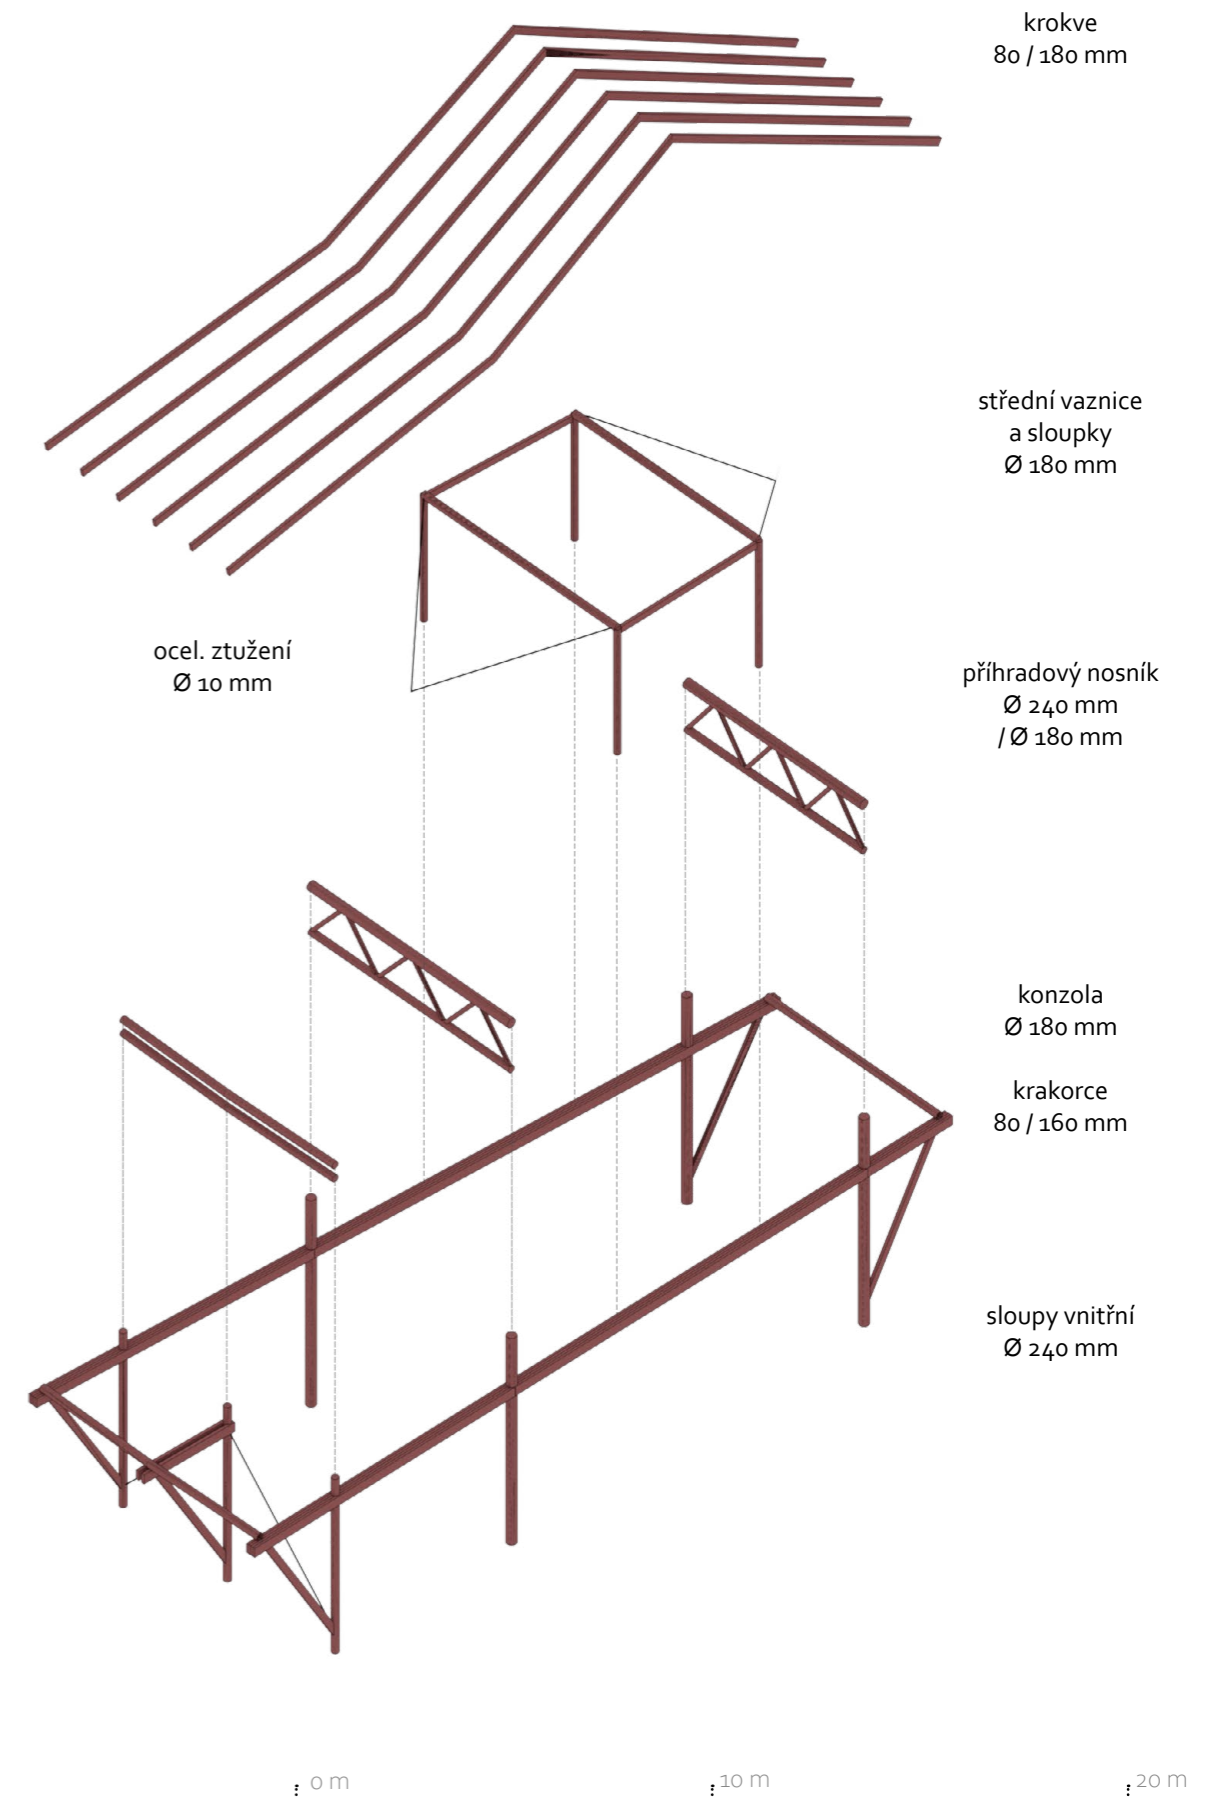 krokve
80 / 180 mm
střední vaznice
a sloupky
Ø 180 mm
ocel. ztužení
Ø 10 mm
příhradový nosník
Ø 240 mm
/ Ø 180 mm
konzola
Ø 180 mm
krakorce
80 / 160 mm
sloupy vnitřní
Ø 240 mm
0 m
10 m
20 m